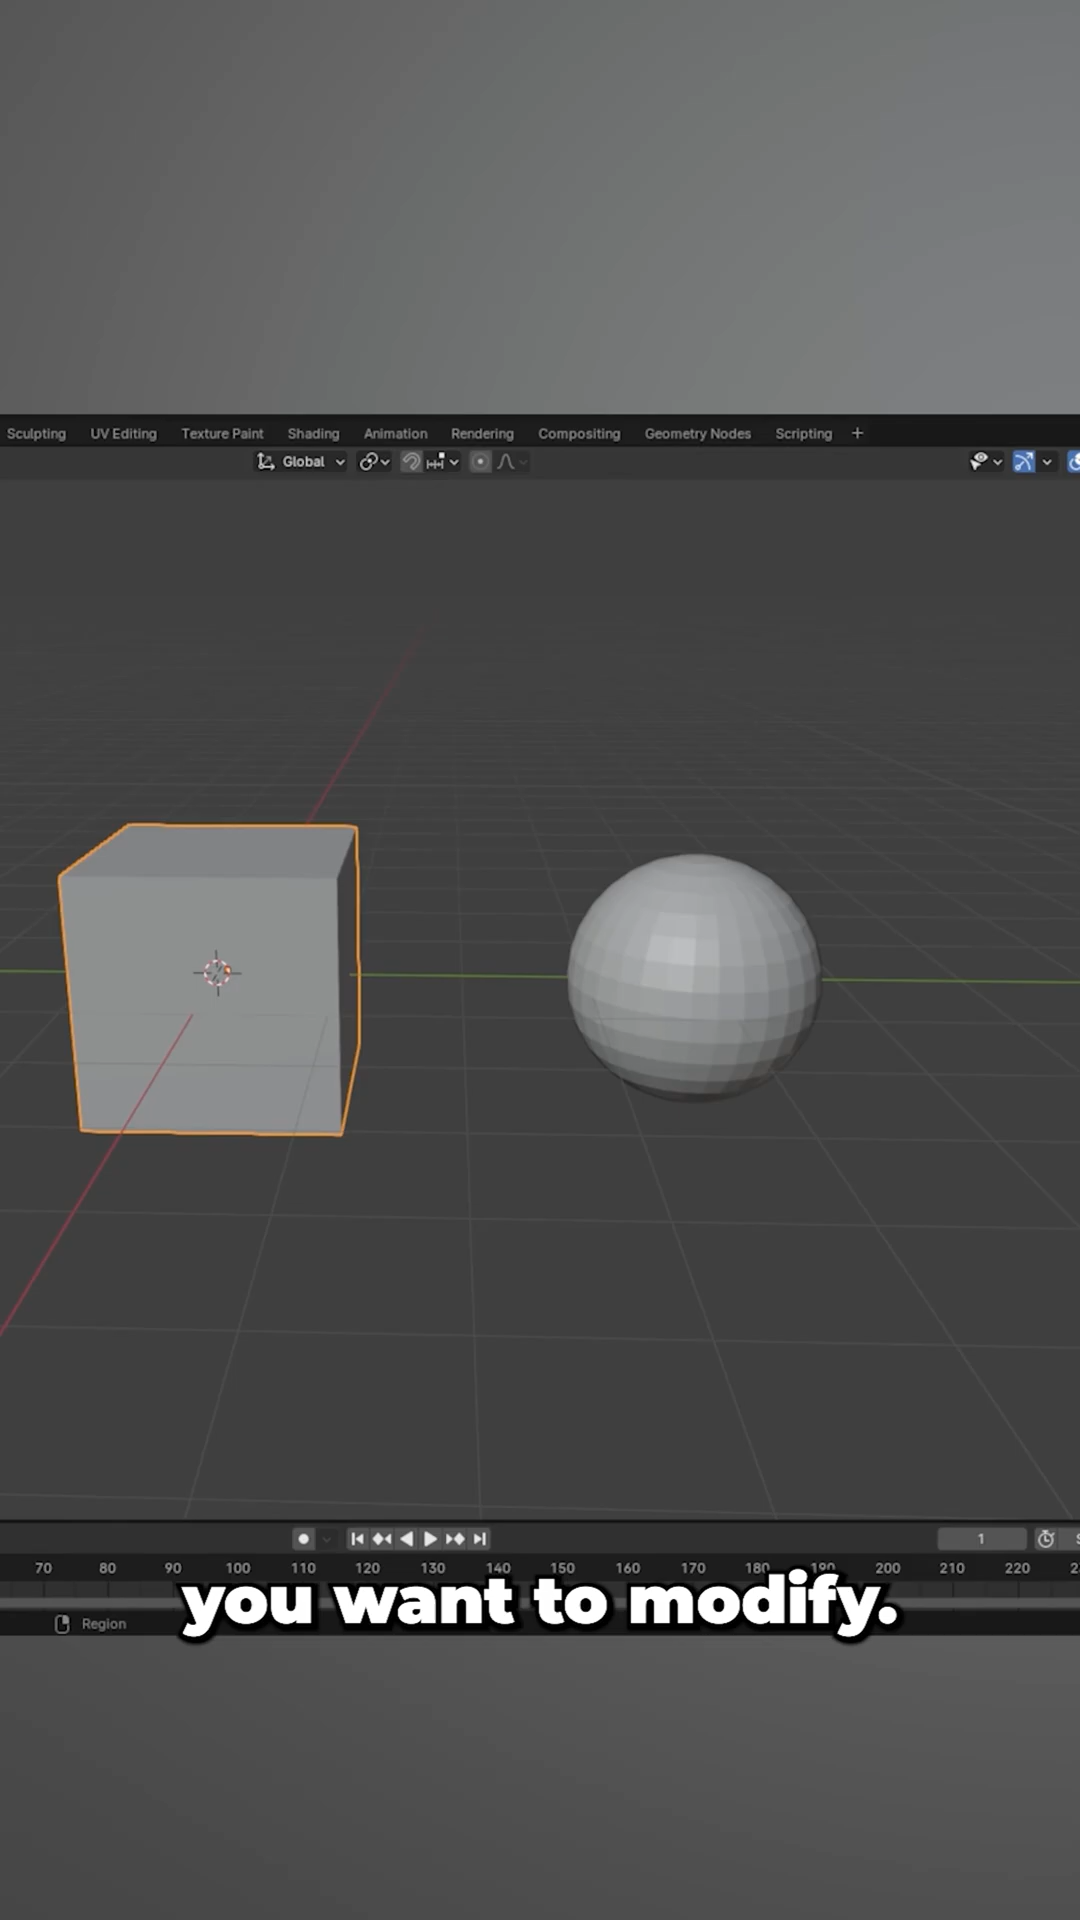 Sculpting UV Editing Texture Paint Shading Animation Rendering Compositing Geometry Nodes Scripting +
Global
1
70 80 90 100 110 120 130 140 150 160 170 180 190 200 210 220
you want to modify.
Region